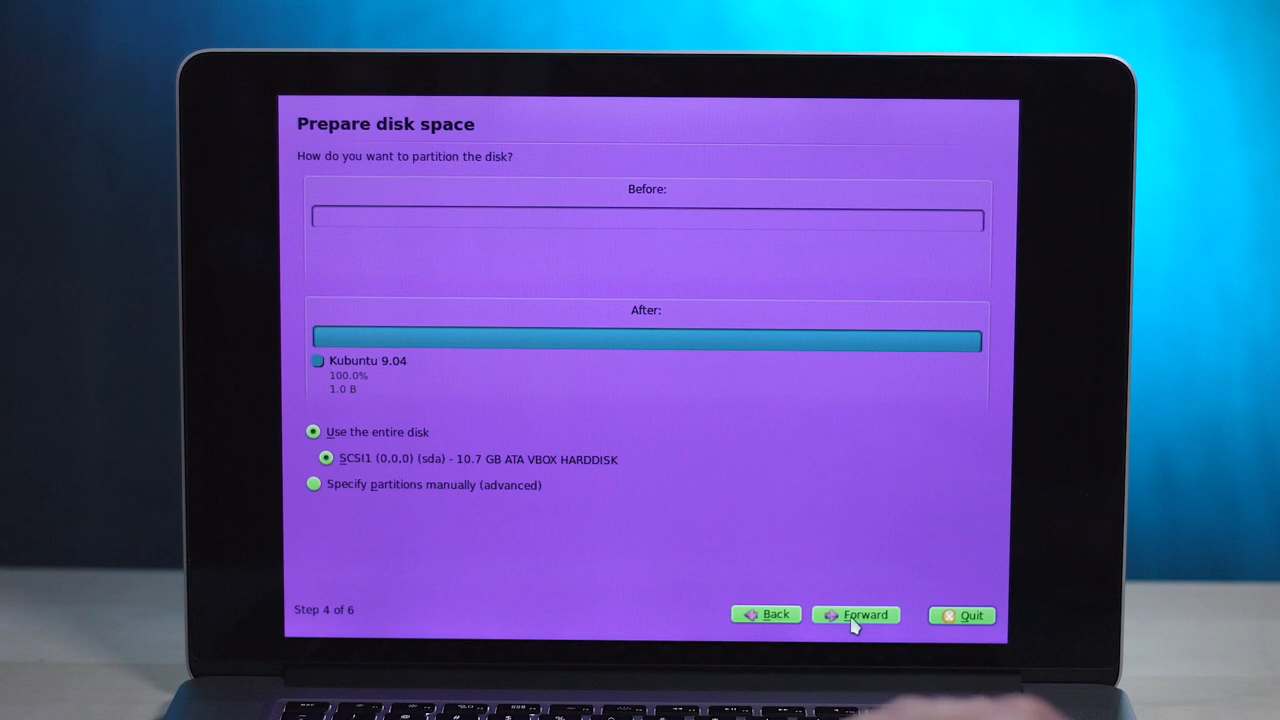 Prepare disk space
How do you want to partition the disk?
Before:
After:
Kubuntu 9.04
100.0%
1.0 B
Use the entire disk
SCSI1 (0,0,0) (sda) - 10.7 GB ATA VBOX HARDDISK
Specify partitions manually (advanced)
Step 4 of 6
Back
Forward
Quit